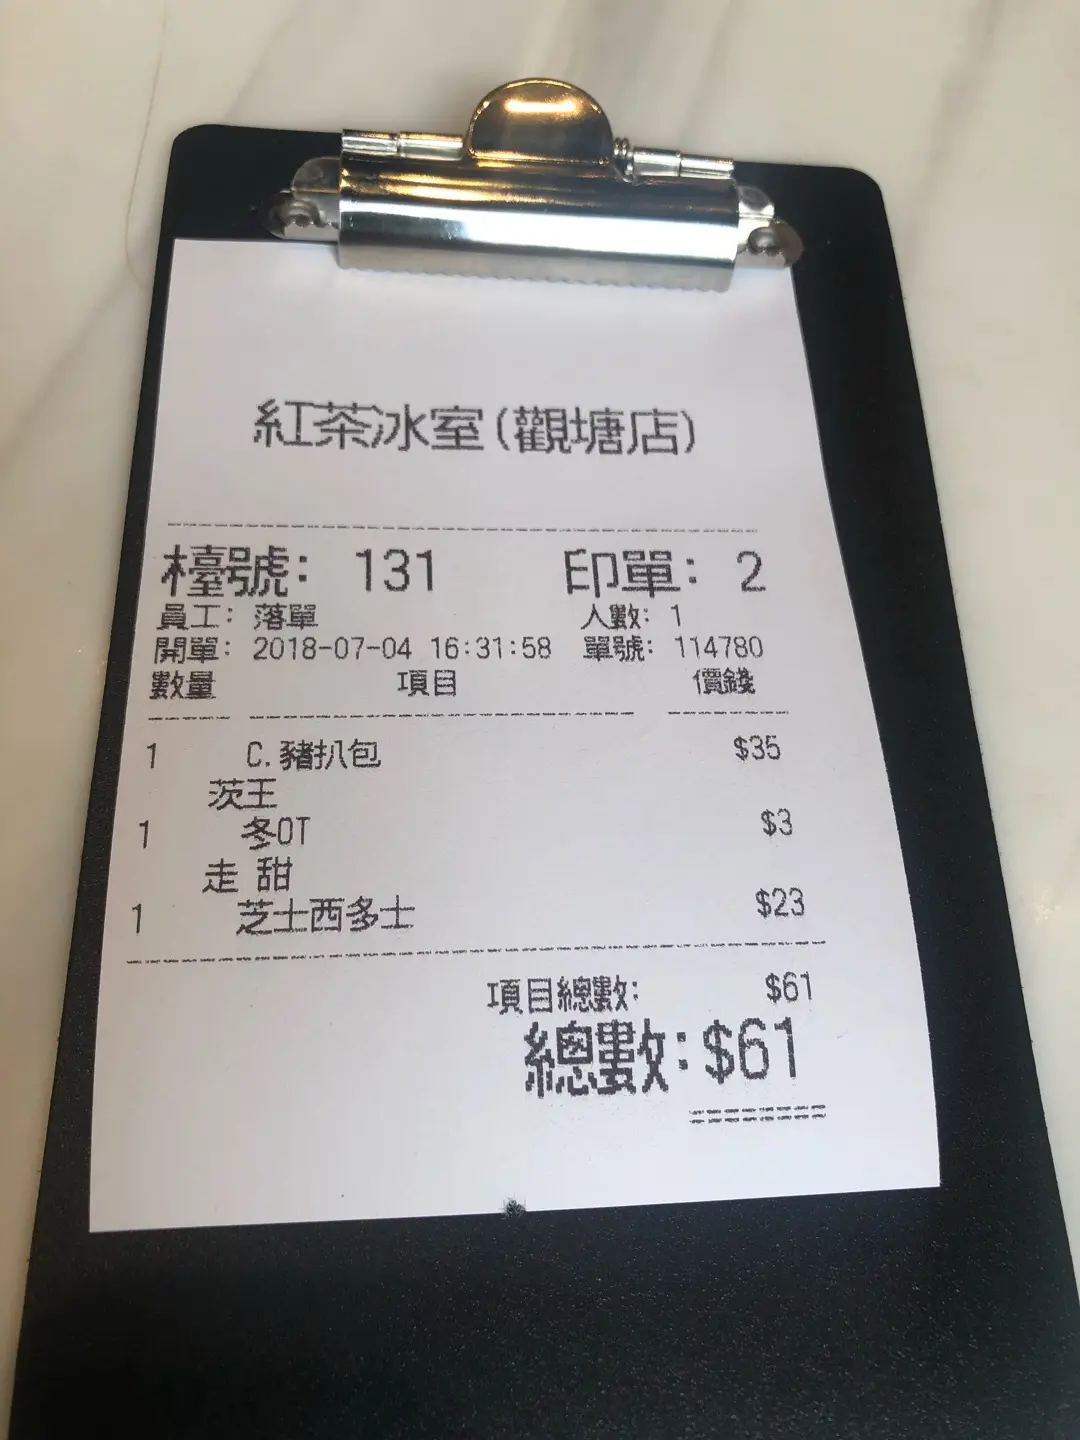 紅茶冰室(觀塘店)
檯號: 131 印單: 2
員工: 落單 人數: 1
開單: 2018-07-04 16:31:58 單號: 114780
數量 項目 價錢
1 C.豬扒包 $35
茨王
1 冬OT $3
走 甜
1 芝士西多士 $23
項目總數: $61
總數:$61